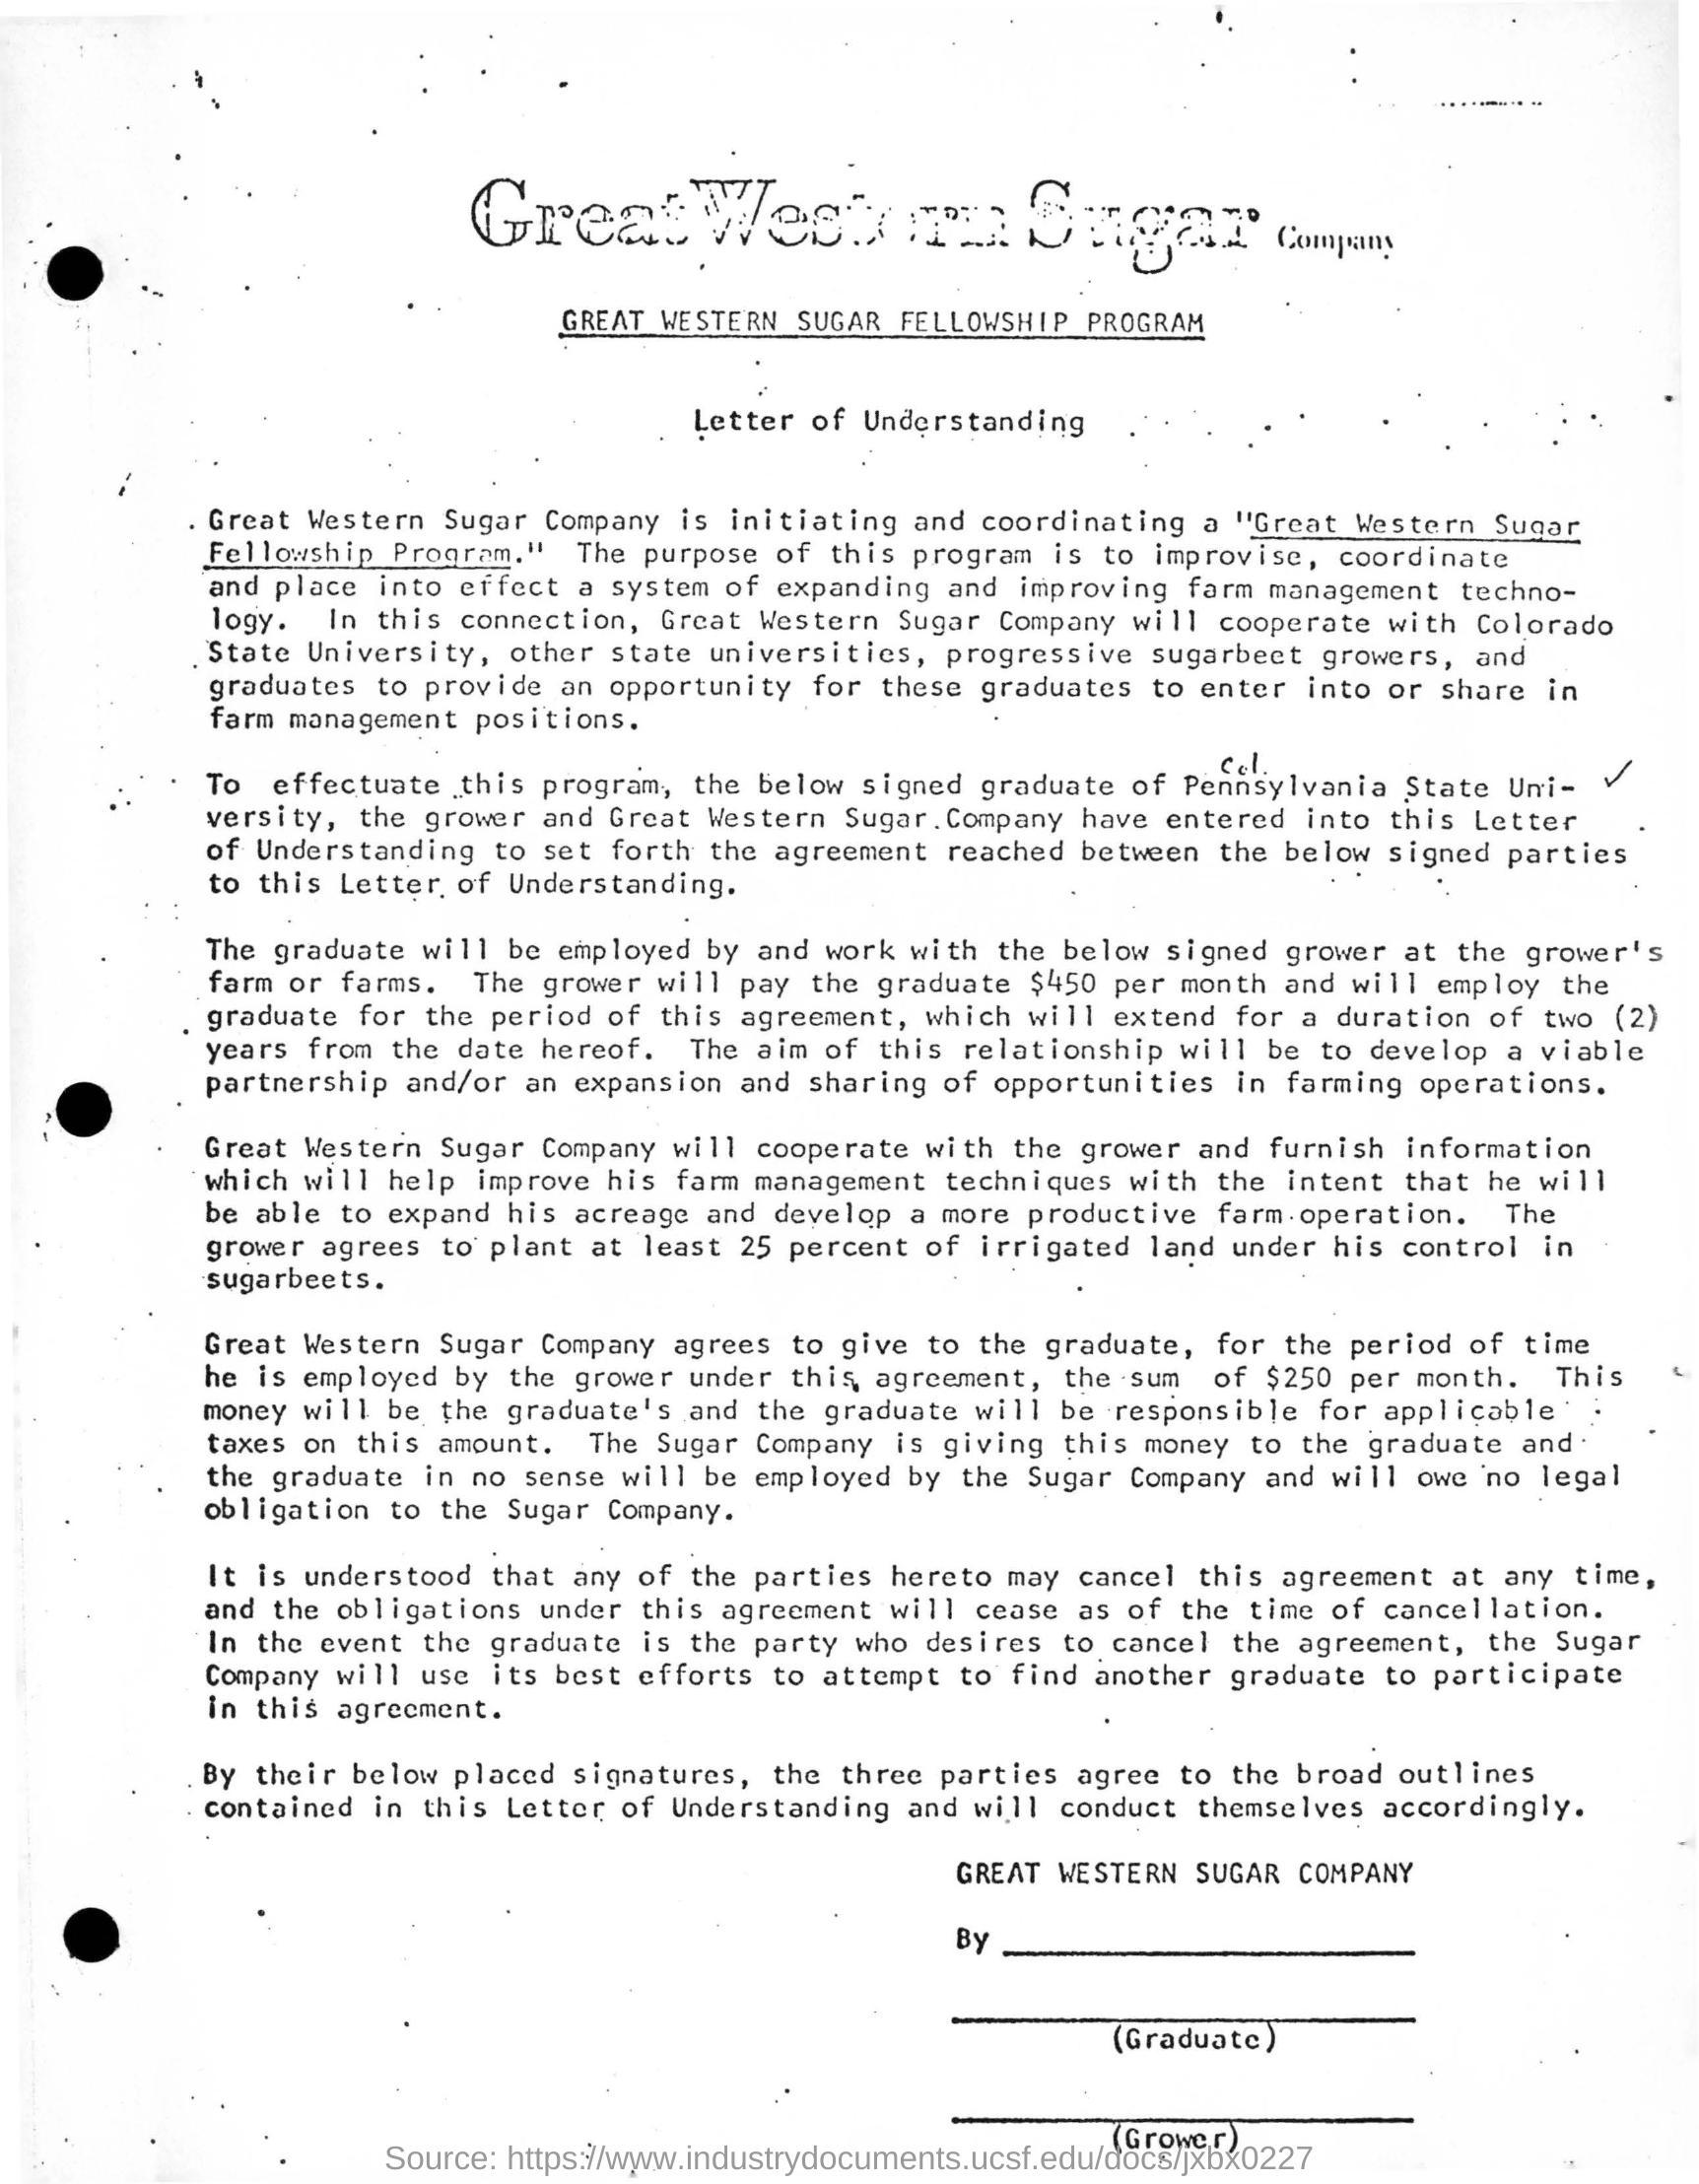 Great Western Sugar Company
GREAT WESTERN SUGAR FELLOWSHIP PROGRAM
Letter of Understanding
Great Western Sugar Company is initiating and coordinating a "Great Western Sugar
Fellowship Program." The purpose of this program is to improvise, coordinate
and place into effect a system of expanding and improving farm management techno-
logy. In this connection, Great Western Sugar Company will cooperate with Colorado
State University, other state universities, progressive sugarbeet growers, and
graduates to provide an opportunity for these graduates to enter into or share in
farm management positions.
Col.
To effectuate this program, the below signed graduate of Pennsylvania State Uni- ✓
versity, the grower and Great Western Sugar Company have entered into this Letter
of Understanding to set forth the agreement reached between the below signed parties
to this Letter of Understanding.
The graduate will be employed by and work with the below signed grower at the grower's
farm or farms. The grower will pay the graduate $450 per month and will employ the
graduate for the period of this agreement, which will extend for a duration of two (2)
years from the date hereof. The aim of this relationship will be to develop a viable
partnership and/or an expansion and sharing of opportunities in farming operations.
Great Western Sugar Company will cooperate with the grower and furnish information
which will help improve his farm management techniques with the intent that he will
be able to expand his acreage and develop a more productive farm operation. The
grower agrees to plant at least 25 percent of irrigated land under his control in
sugarbeets.
Great Western Sugar Company agrees to give to the graduate, for the period of time
he is employed by the grower under this agreement, the sum of $250 per month. This
money will be the graduate's and the graduate will be responsible for applicable
taxes on this amount. The Sugar Company is giving this money to the graduate and
the graduate in no sense will be employed by the Sugar Company and will owe no legal
obligation to the Sugar Company.
It is understood that any of the parties hereto may cancel this agreement at any time,
and the obligations under this agreement will cease as of the time of cancellation.
In the event the graduate is the party who desires to cancel the agreement, the Sugar
Company will use its best efforts to attempt to find another graduate to participate
in this agreement.
By their below placed signatures, the three parties agree to the broad outlines
contained in this Letter of Understanding and will conduct themselves accordingly.
GREAT WESTERN SUGAR COMPANY
By
(Graduate)
(Grower)
Source: https://www.industrydocuments.ucsf.edu/docs/jxbx0227